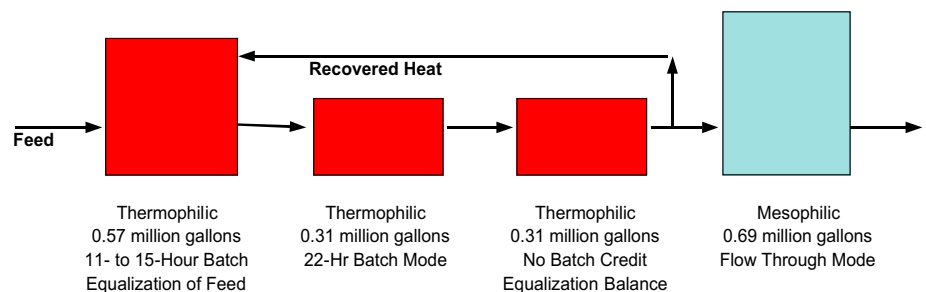 Recovered Heat
Feed
Thermophilic
0.57 million gallons
11- to 15-Hour Batch
Equalization of Feed
Thermophilic
0.31 million gallons
22-Hr Batch Mode
Thermophilic
0.31 million gallons
No Batch Credit
Equalization Balance
Mesophilic
0.69 million gallons
Flow Through Mode